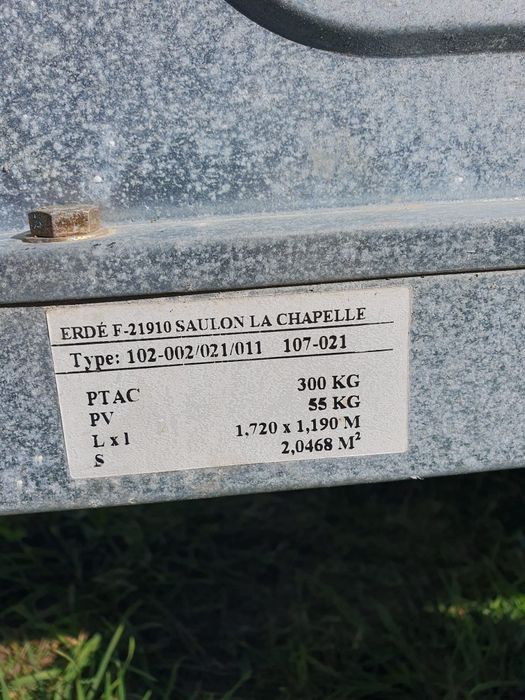 ERDÉ F-21910 SAULON LA CHAPELLE
Type: 102-002/021/011 107-021
PTAC 300 KG
PV 55 KG
L x l 1,720 x 1,190 M
S 2,0468 M²